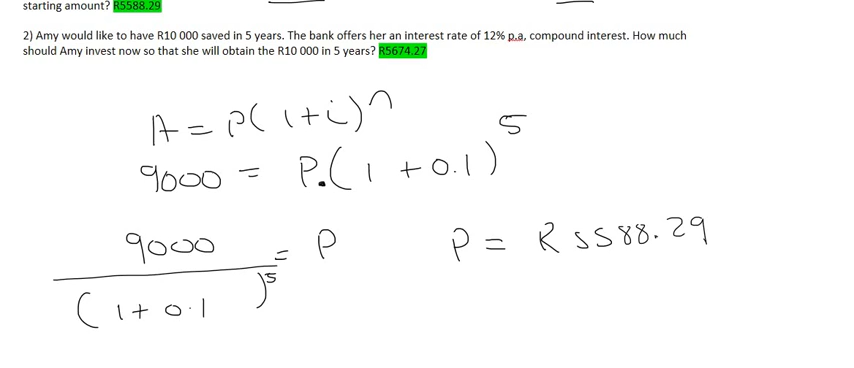 starting amount? R5588.29
2) Amy would like to have R10 000 saved in 5 years. The bank offers her an interest rate of 12% p.a, compound interest. How much
should Amy invest now so that she will obtain the R10 000 in 5 years? R5674.27
A = P(1+i)^n
9000 = P.(1+0.1)^5
9000 / (1+0.1)^5 = P
P = R5588.29